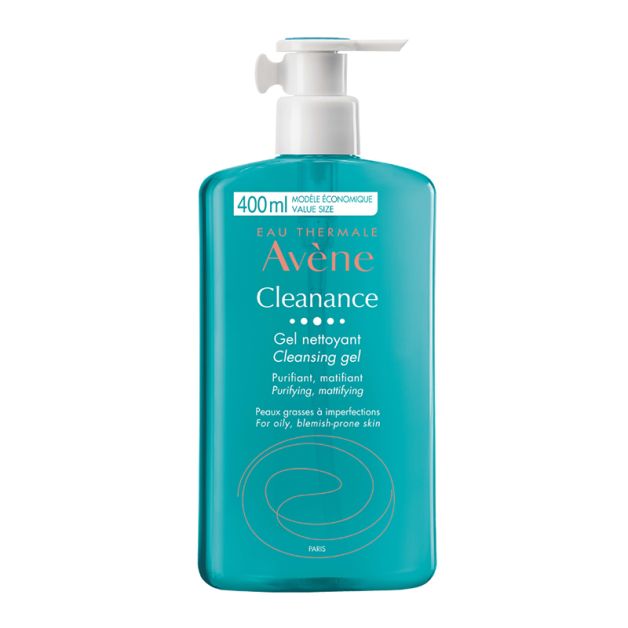 400ml MODÈLE ÉCONOMIQUE
VALUE SIZE
EAU THERMALE
Avène
Cleanance
Gel nettoyant
Cleansing gel
Purifiant, matifiant
Purifying, mattifying
Peaux grasses à imperfections
For oily, blemish-prone skin
PARIS